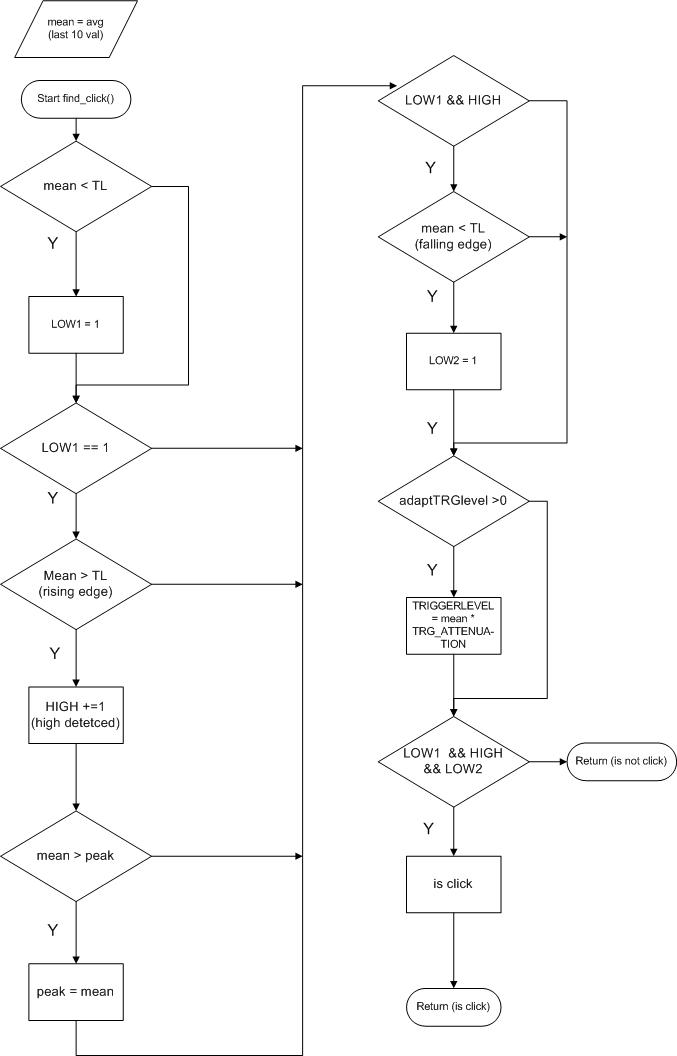 mean = avg
(last 10 val)
Start find_click()
mean < TL
Y
LOW1 = 1
LOW1 == 1
Y
Mean > TL
(rising edge)
Y
HIGH +=1
(high detetced)
mean > peak
Y
peak = mean
LOW1 && HIGH
Y
mean < TL
(falling edge)
Y
LOW2 = 1
Y
adaptTRGlevel >0
Y
TRIGGERLEVEL
= mean *
TRG_ATTENUA-
TION
LOW1 && HIGH
&& LOW2
Return (is not click)
Y
is click
Return (is click)